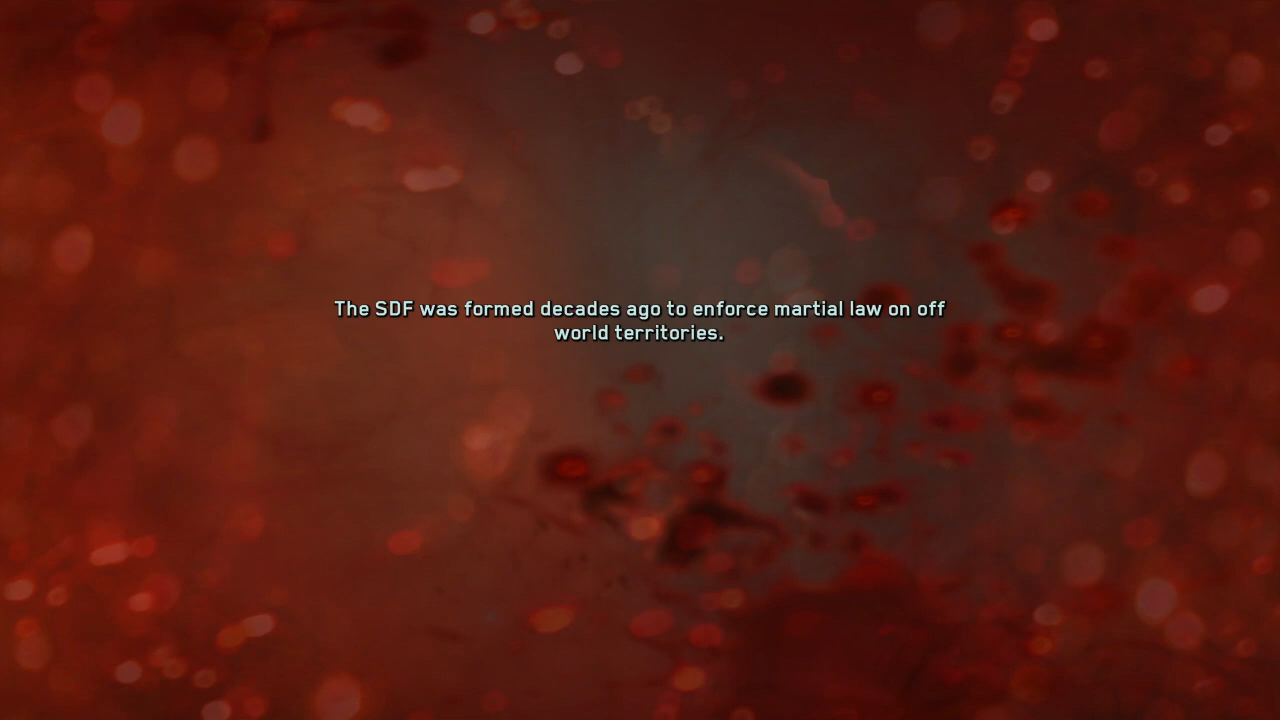 The SDF was formed decades ago to enforce martial law on off
world territories.